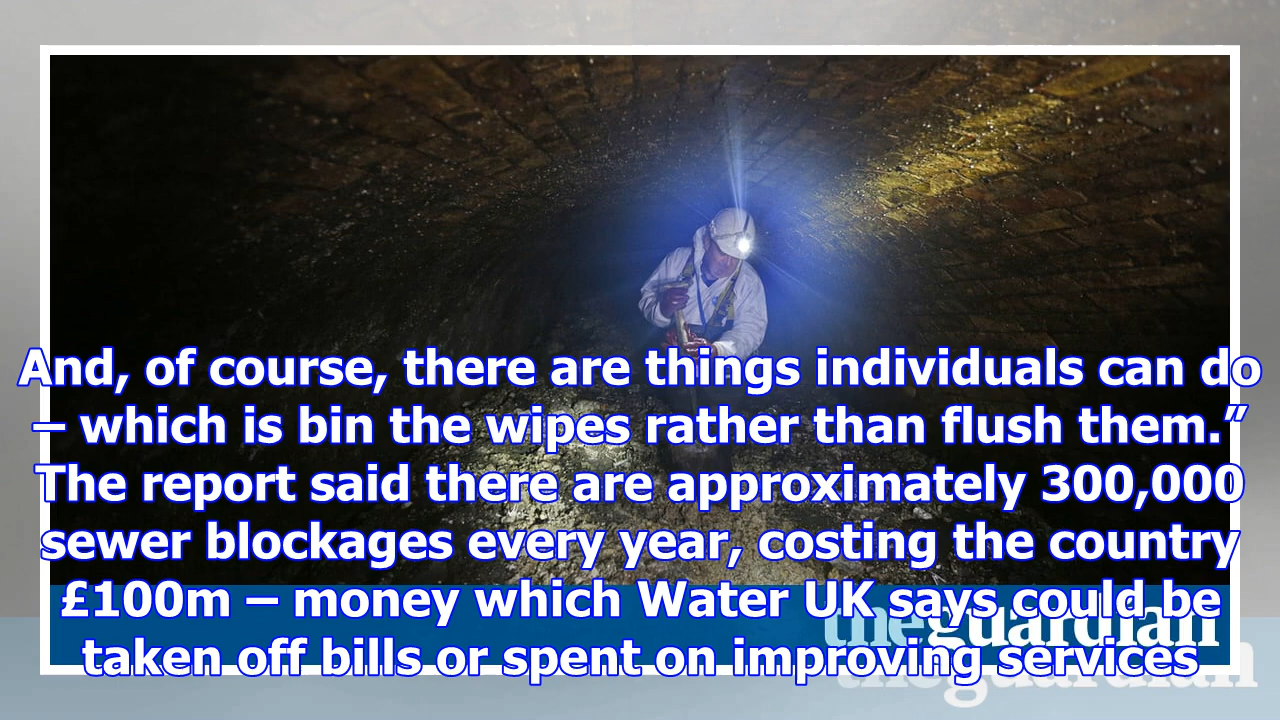 And, of course, there are things individuals can do
– which is bin the wipes rather than flush them.”
The report said there are approximately 300,000
sewer blockages every year, costing the country
£100m – money which Water UK says could be
taken off bills or spent on improving services
theguardian
theguardian